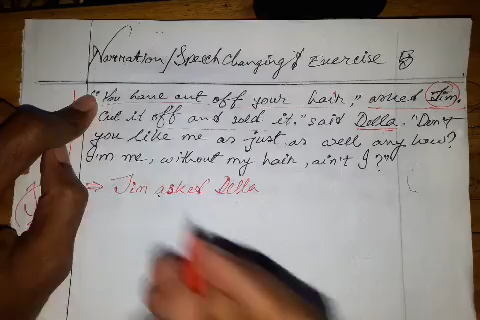 Narration/Speech Changing Exercise
"You have cut off your hair," asked Jim.
Cut it off and sold it." said Della. "Don't
you like me as just as well, any how?
I'm me, without my hair, ain't I?"
⇒ Jim asked Della